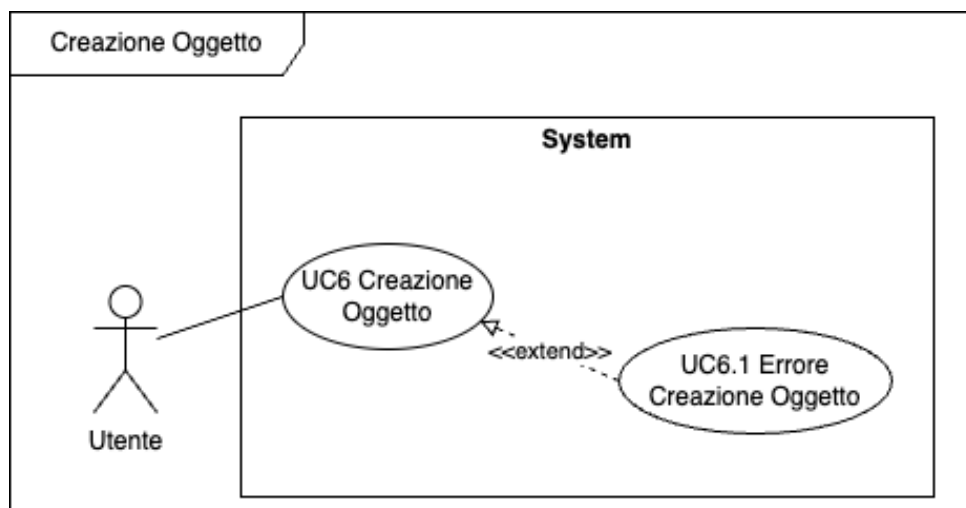 Creazione Oggetto
System
UC6 Creazione
Oggetto
<<extend>>
UC6.1 Errore
Creazione Oggetto
Utente